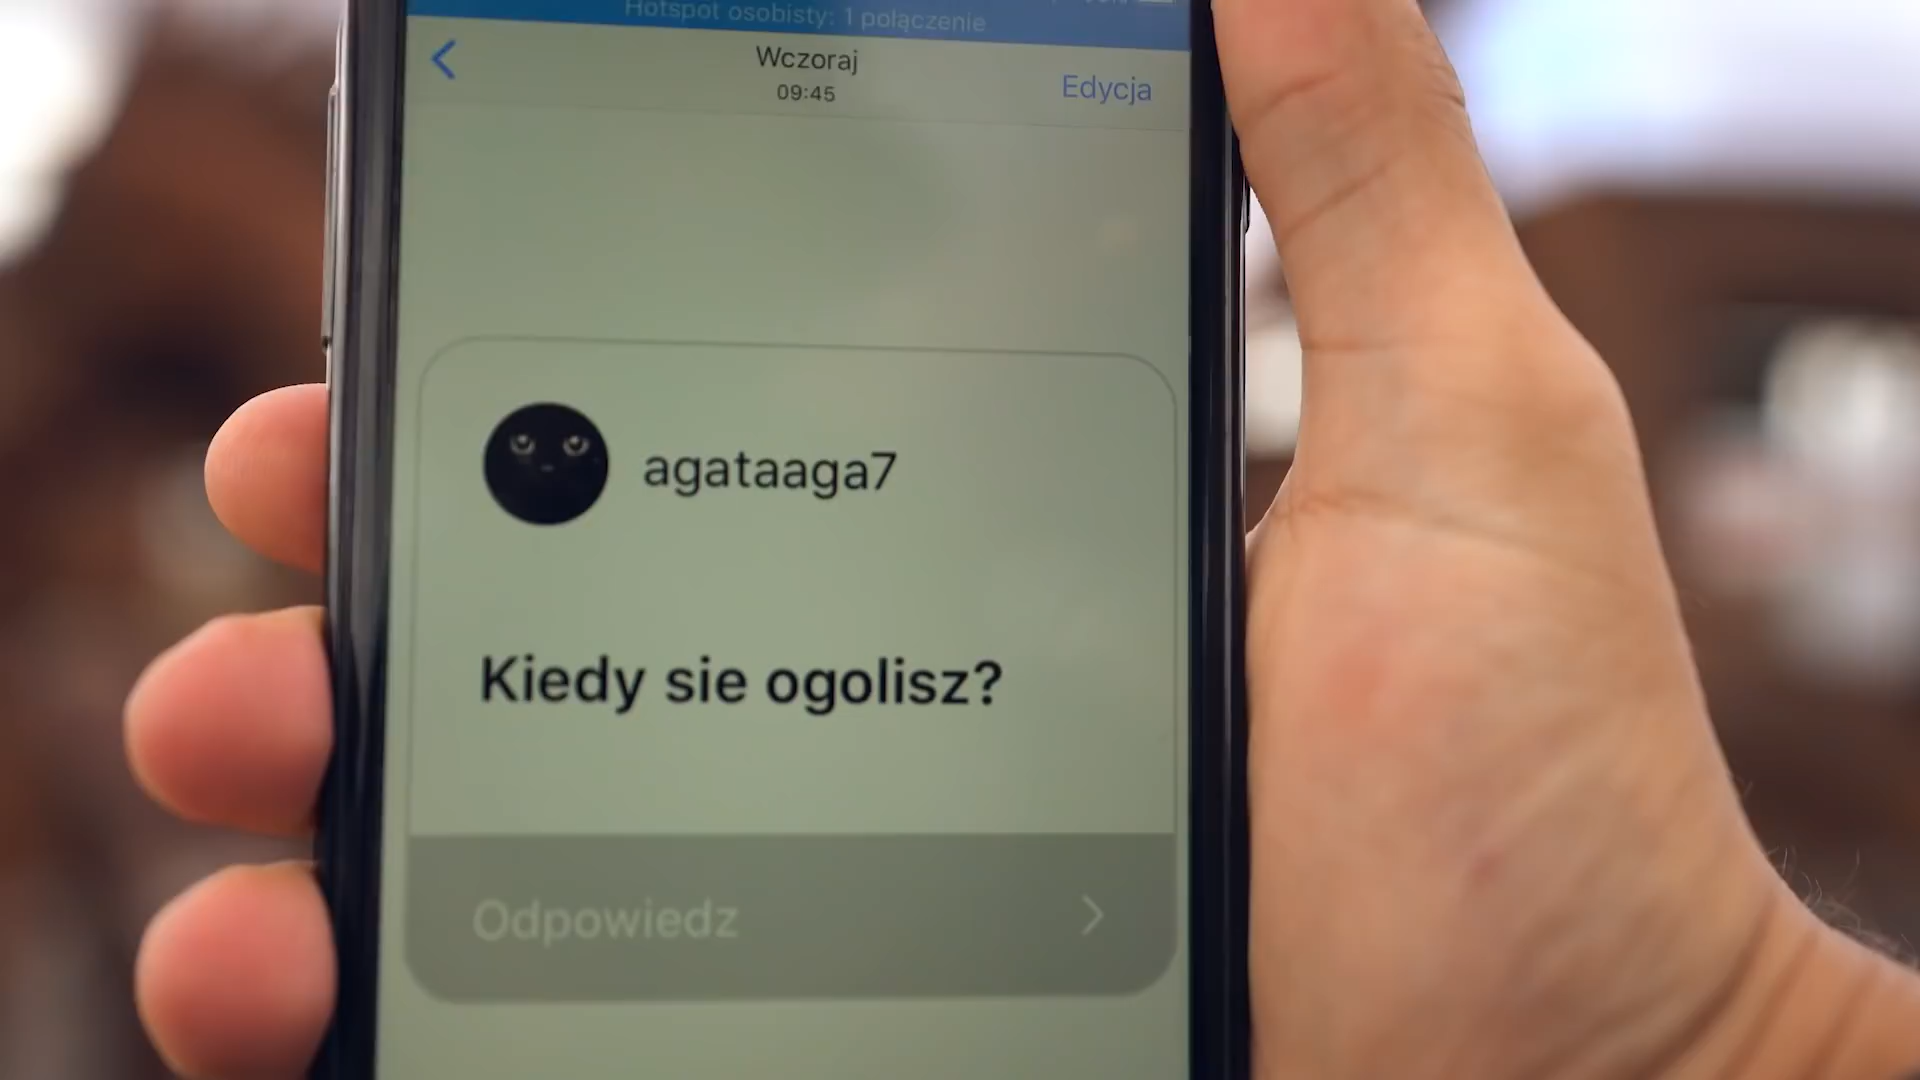 Hotspot osobisty: 1 połączenie
Wczoraj
09:45
Edycja
agataaga7
Kiedy sie ogolisz?
Odpowiedz